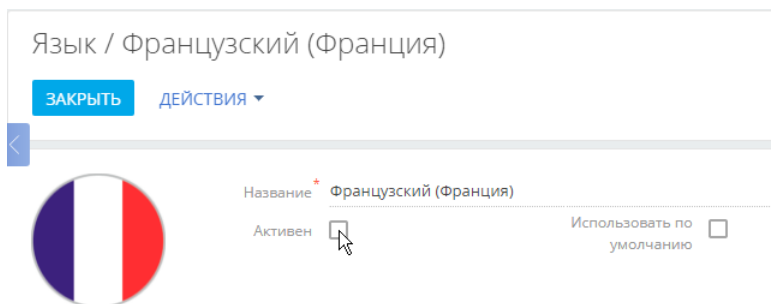 Язык / Французский (Франция)
ЗАКРЫТЬ ДЕЙСТВИЯ
Название* Французский (Франция)
Активен Использовать по
умолчанию